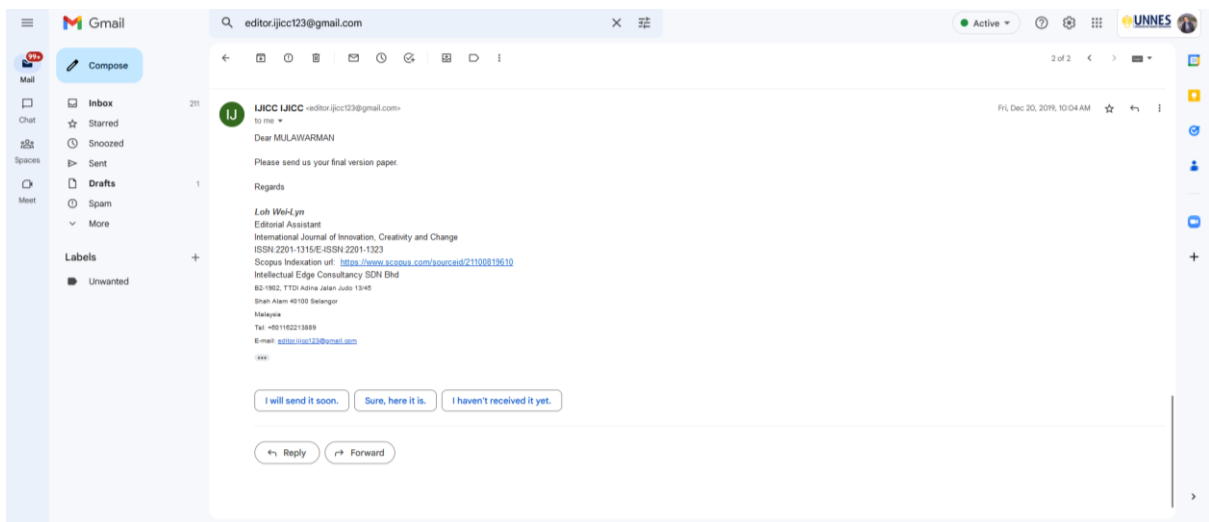 Gmail
editor.ijicc123@gmail.com
Active
UNNES
99+
Mail
Compose
2 of 2
Inbox 211
Chat
Starred
Snoozed
Spaces
Sent
Drafts 1
Meet
Spam
More
Labels
Unwanted
IJ
IJICC IJICC <editor.ijicc123@gmail.com>
Fri, Dec 20, 2019, 10:04 AM
to me
Dear MULAWARMAN
Please send us your final version paper.
Regards
Loh Wei-Lyn
Editorial Assistant
International Journal of Innovation, Creativity and Change
ISSN:2201-1315/E-ISSN:2201-1323
Scopus Indexation url: https://www.scopus.com/sourceid/21100819610
Intellectual Edge Consultancy SDN Bhd
B2-1902, TTDI Adina Jalan Judo 13/45
Shah Alam 40100 Selangor
Malaysia
Tel: +601162213889
E-mail: editor.ijicc123@gmail.com
I will send it soon.
Sure, here it is.
I haven't received it yet.
Reply
Forward